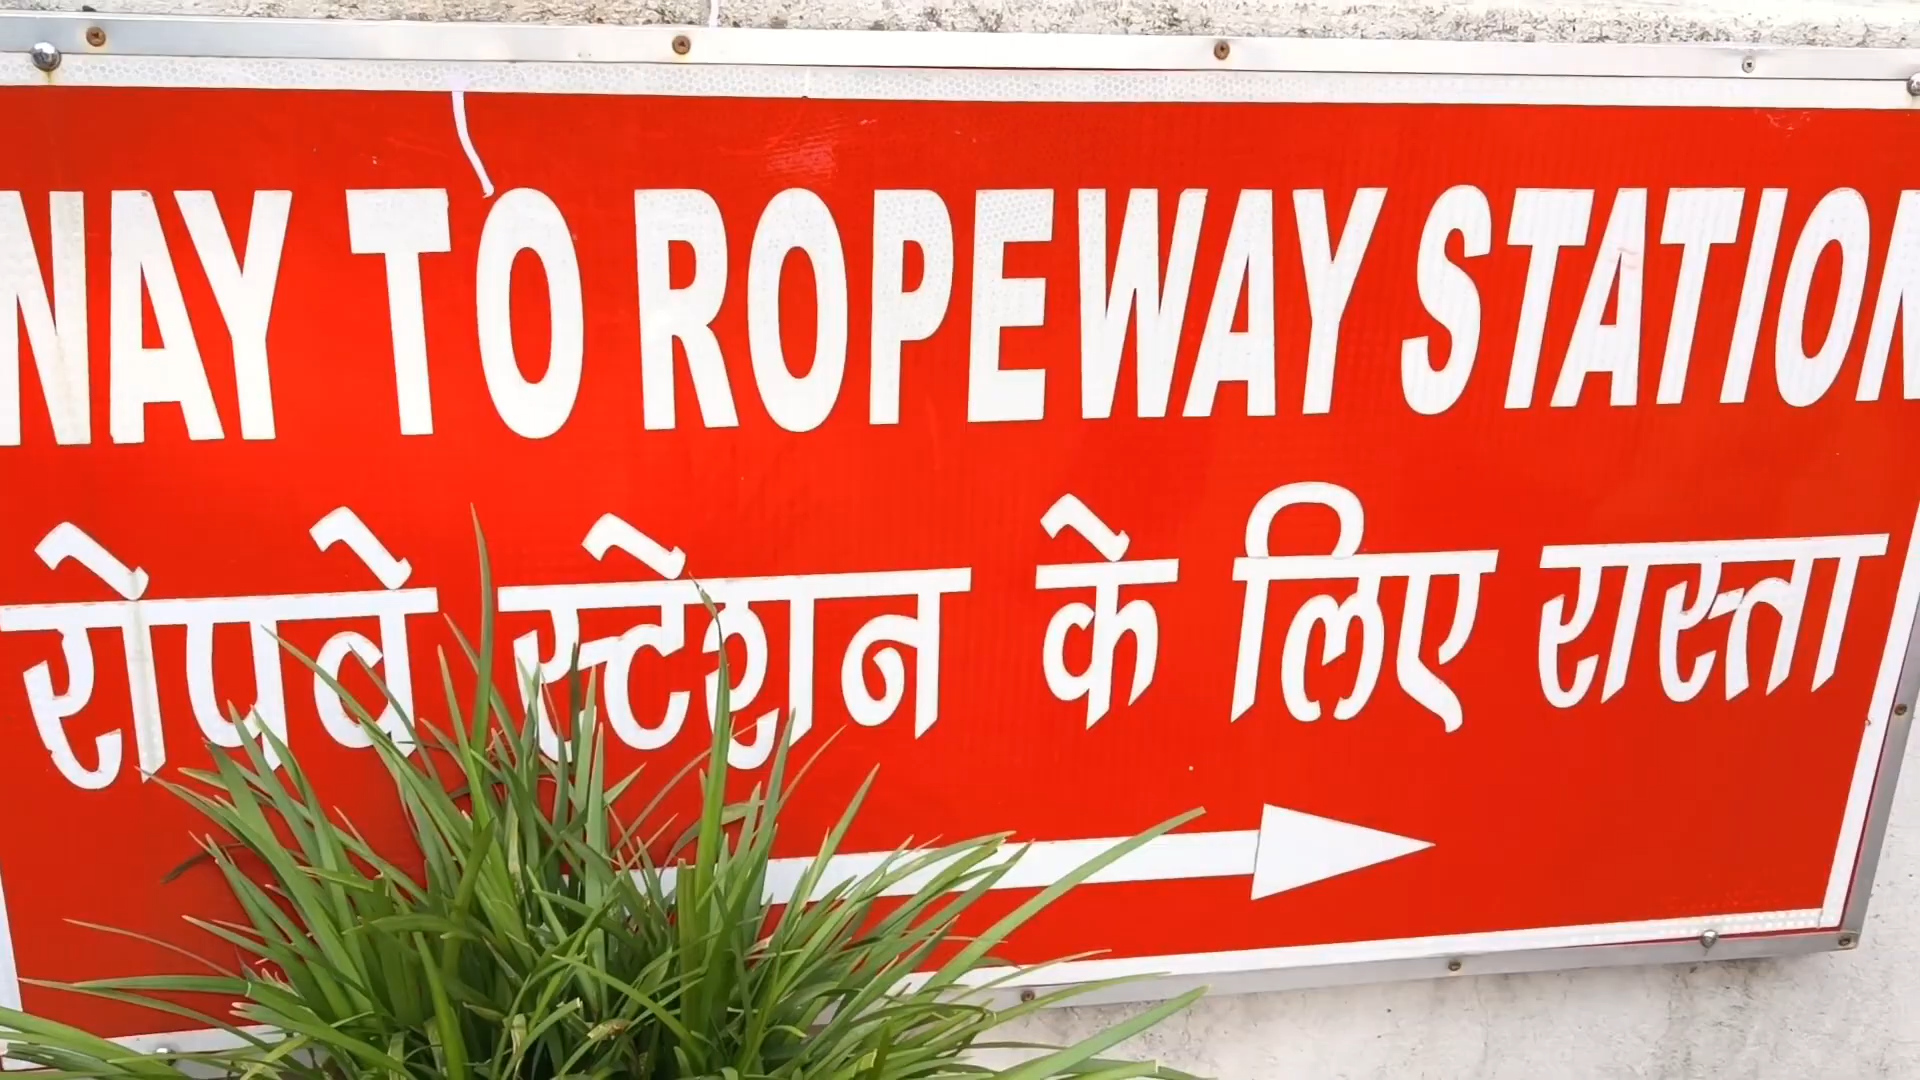 WAY TO ROPEWAY STATION
रोपवे स्टेशन के लिए रास्ता